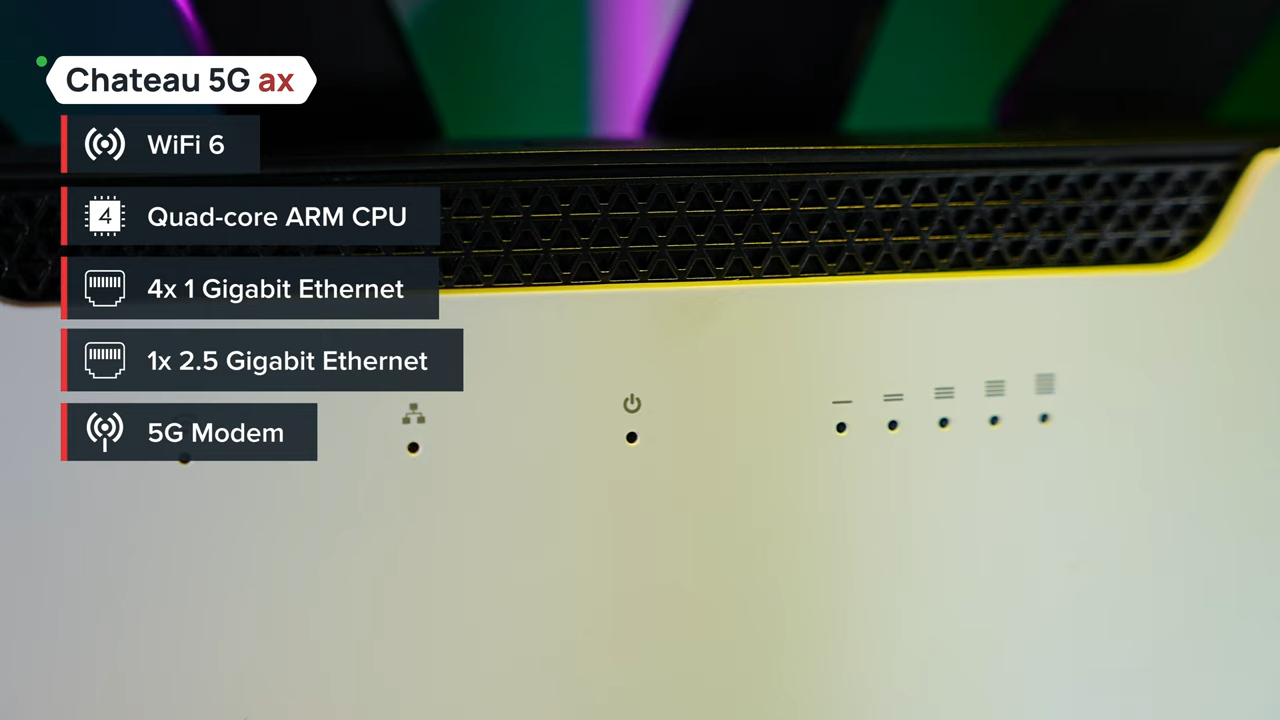 Chateau 5G ax
WiFi 6
4
Quad-core ARM CPU
4x 1 Gigabit Ethernet
1x 2.5 Gigabit Ethernet
5G Modem